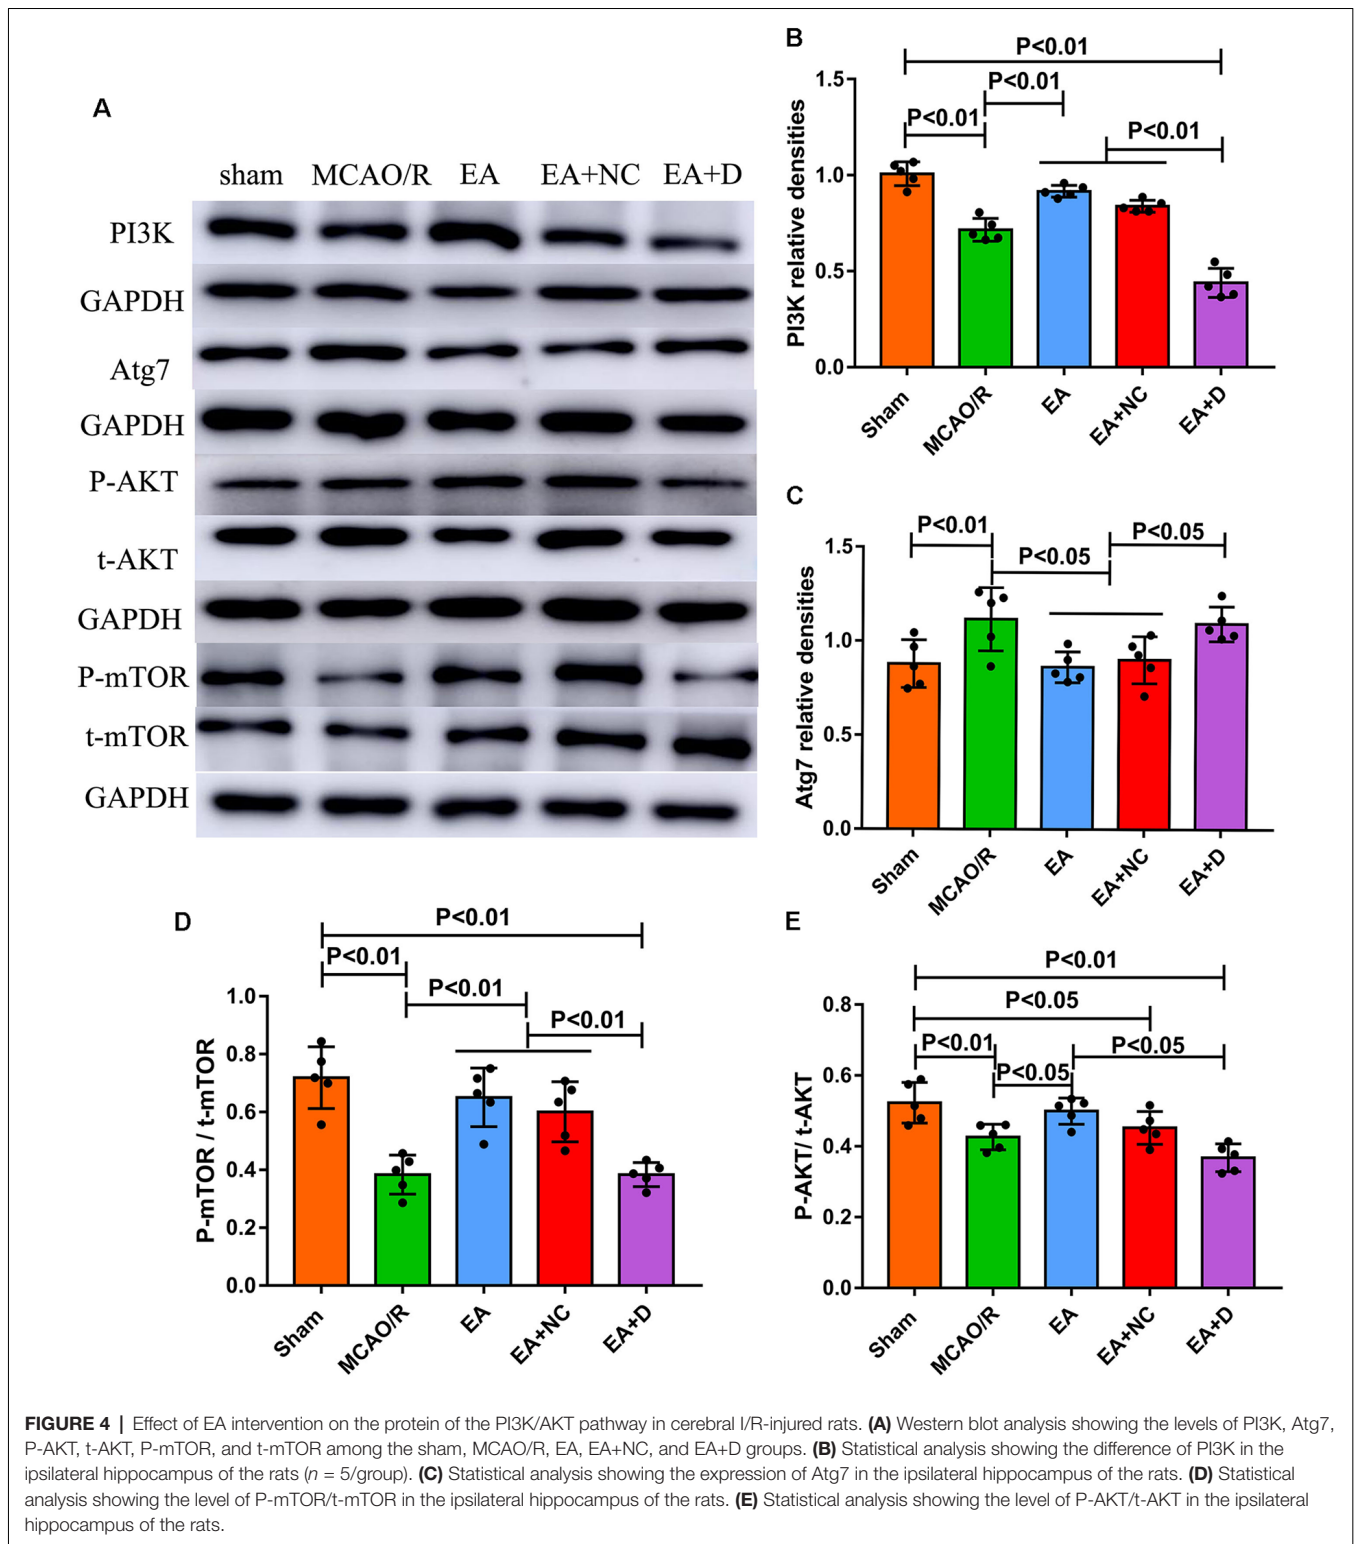 A
sham MCAO/R EA EA+NC EA+D
PI3K
GAPDH
Atg7
GAPDH
P-AKT
t-AKT
GAPDH
P-mTOR
t-mTOR
GAPDH
B
P<0.01
P<0.01
P<0.01
P<0.01
PI3K relative densities
1.5
1.0
0.5
0.0
Sham MCAO/R EA EA+NC EA+D
C
P<0.01
P<0.05
P<0.05
Atg7 relative densities
1.5
1.0
0.5
0.0
Sham MCAO/R EA EA+NC EA+D
D
P<0.01
P<0.01
P<0.01
P<0.01
P-mTOR / t-mTOR
1.0
0.8
0.6
0.4
0.2
0.0
Sham MCAO/R EA EA+NC EA+D
E
P<0.01
P<0.05
P<0.01
P<0.05
P<0.05
P-AKT/ t-AKT
0.8
0.6
0.4
0.2
0.0
Sham MCAO/R EA EA+NC EA+D
FIGURE 4 | Effect of EA intervention on the protein of the PI3K/AKT pathway in cerebral I/R-injured rats. (A) Western blot analysis showing the levels of PI3K, Atg7,
P-AKT, t-AKT, P-mTOR, and t-mTOR among the sham, MCAO/R, EA, EA+NC, and EA+D groups. (B) Statistical analysis showing the difference of PI3K in the
ipsilateral hippocampus of the rats (n = 5/group). (C) Statistical analysis showing the expression of Atg7 in the ipsilateral hippocampus of the rats. (D) Statistical
analysis showing the level of P-mTOR/t-mTOR in the ipsilateral hippocampus of the rats. (E) Statistical analysis showing the level of P-AKT/t-AKT in the ipsilateral
hippocampus of the rats.